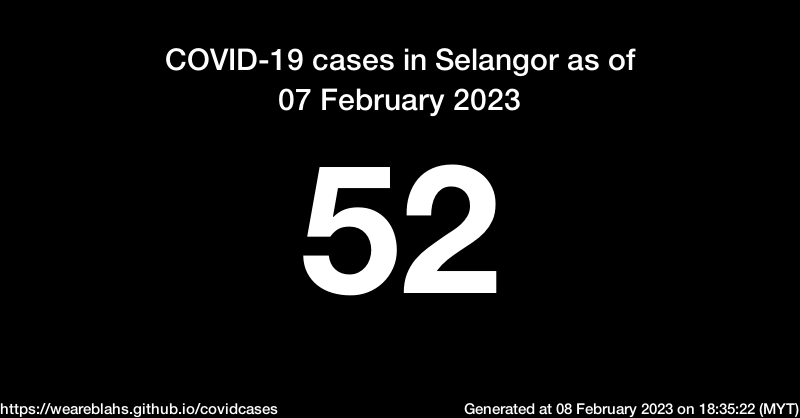 COVID-19 cases in Selangor as of
07 February 2023
52
https://weareblahs.github.io/covidcases
Generated at 08 February 2023 on 18:35:22 (MYT)